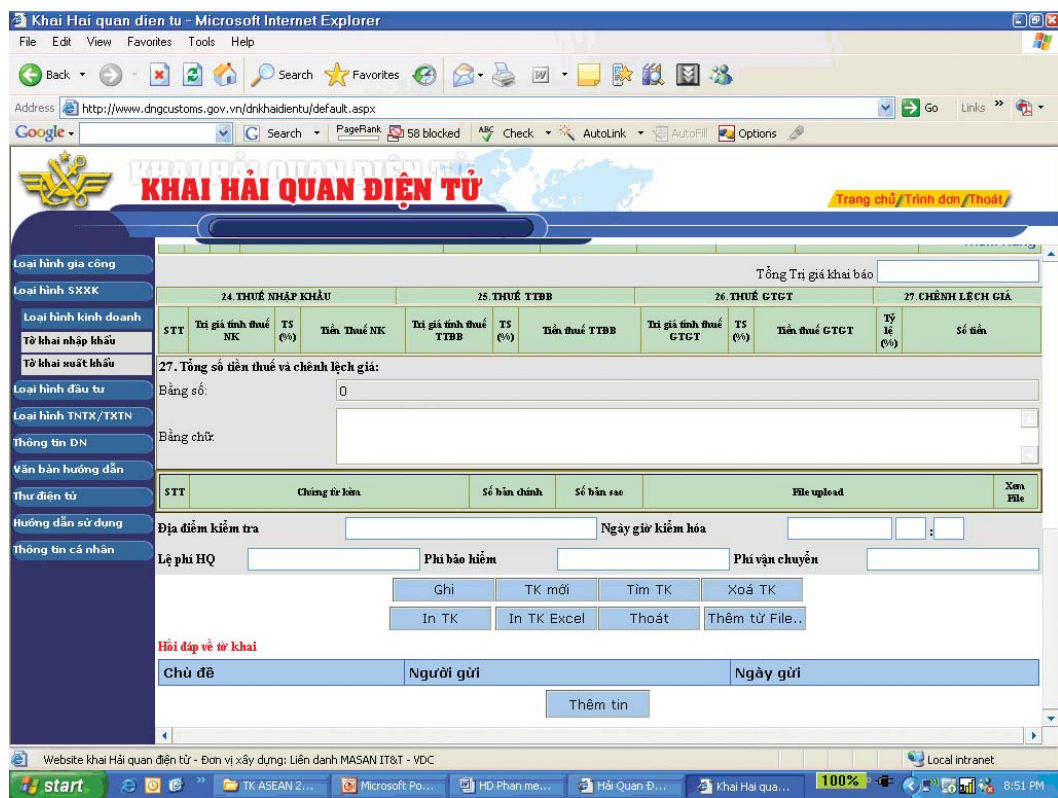 Khai Hai quan dien tu - Microsoft Internet Explorer
File Edit View Favorites Tools Help
Back Search Favorites
Address http://www.dngcustoms.gov.vn/dnkhaidientu/default.aspx Go Links »
Google Search PageRank 58 blocked Check AutoLink AutoFill Options
KHAI HẢI QUAN ĐIỆN TỬ
Trang chủ/Trình đơn/Thoát/
Loại hình gia công
Loại hình SXXK
Loại hình kinh doanh
Tờ khai nhập khẩu
Tờ khai xuất khẩu
Loại hình đầu tư
Loại hình TNTX/TXTN
Thông tin DN
Văn bản hướng dẫn
Thư điện tử
Hướng dẫn sử dụng
Thông tin cá nhân
Tổng Trị giá khai báo
24.THUẾ NHẬP KHẨU 25.THUẾ TTĐB 26.THUẾ GTGT 27.CHÊNH LỆCH GIÁ
STT Trị giá tính thuế NK TS (%) Tiền Thuế NK Trị giá tính thuế TTĐB TS (%) Tiền thuế TTĐB Trị giá tính thuế GTGT TS (%) Tiền thuế GTGT Tỷ lệ (%) Số tiền
27. Tổng số tiền thuế và chênh lệch giá:
Bằng số: 0
Bằng chữ:
STT Chứng từ kèm Số bản chính Số bản sao File upload Xem File
Địa điểm kiểm tra Ngày giờ kiểm hóa :
Lệ phí HQ Phí bảo hiểm Phí vận chuyển
Ghi TK mới Tìm TK Xoá TK
In TK In TK Excel Thoát Thêm từ File..
Hồi đáp về tờ khai
Chủ đề Người gửi Ngày gửi
Thêm tin
Website khai Hải quan điện tử - Đơn vị xây dựng: Liên danh MASAN IT&T - VDC Local intranet
start » TK ASEAN 2... Microsoft Po... HD Phan me... Hải Quan Đ... Khai Hai qua... 100% 8:51 PM